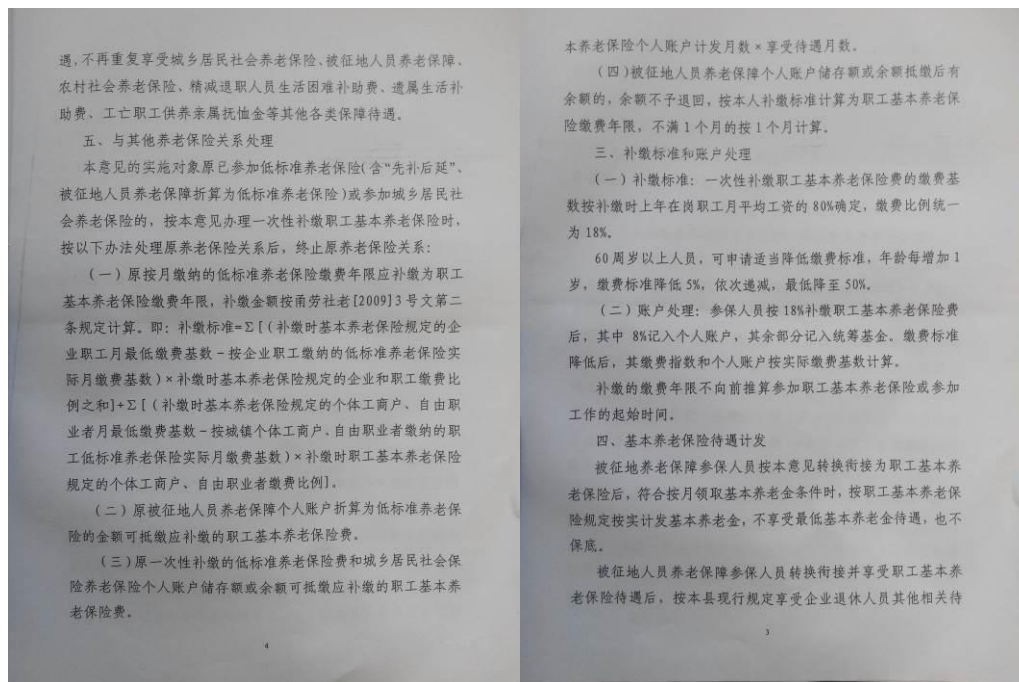 遇,不再重复享受城乡居民社会养老保险、被征地人员养老保障、
农村社会养老保险、精减退职人员生活困难补助费、遗属生活补
助费、工亡职工供养亲属抚恤金等其他各类保障待遇。
五、与其他养老保险关系处理
本意见的实施对象原已参加低标准养老保险(含“先补后延”、
被征地人员养老保障折算为低标准养老保险)或参加城乡居民社
会养老保险的,按本意见办理一次性补缴职工基本养老保险时,
按以下办法处理原养老保险关系后,终止原养老保险关系:
(一)原按月缴纳的低标准养老保险缴费年限应补缴为职工
基本养老保险缴费年限,补缴金额按甬劳社老[2009]3号文第二
条规定计算。即:补缴标准=Σ[(补缴时基本养老保险规定的企
业职工月最低缴费基数-按企业职工缴纳的低标准养老保险实
际月缴费基数)×补缴时基本养老保险规定的企业和职工缴费比
例之和]+Σ[(补缴时基本养老保险规定的个体工商户、自由职
业者月最低缴费基数-按城镇个体工商户、自由职业者缴纳的职
工低标准养老保险实际月缴费基数)×补缴时职工基本养老保险
规定的个体工商户、自由职业者缴费比例]。
(二)原被征地人员养老保障个人账户折算为低标准养老保
险的金额可抵缴应补缴的职工基本养老保险费。
(三)原一次性补缴的低标准养老保险费和城乡居民社会保
险养老保险个人账户储存额或余额可抵缴应补缴的职工基本养
老保险费。
4
本养老保险个人账户计发月数×享受待遇月数。
(四)被征地人员养老保障个人账户储存额或余额抵缴后有
余额的,余额不予退回,按本人补缴标准计算为职工基本养老保
险缴费年限,不满1个月的按1个月计算。
三、补缴标准和账户处理
(一)补缴标准:一次性补缴职工基本养老保险费的缴费基
数按补缴时上年在岗职工月平均工资的80%确定,缴费比例统一
为18%。
60周岁以上人员,可申请适当降低缴费标准,年龄每增加1
岁,缴费标准降低5%,依次递减,最低降至50%。
(二)账户处理:参保人员按18%补缴职工基本养老保险费
后,其中 8%记入个人账户,其余部分记入统筹基金。缴费标准
降低后,其缴费指数和个人账户按实际缴费基数计算。
补缴的缴费年限不向前推算参加职工基本养老保险或参加
工作的起始时间。
四、基本养老保险待遇计发
被征地养老保障参保人员按本意见转换衔接为职工基本养
老保险后,符合按月领取基本养老金条件时,按职工基本养老保
险规定按实计发基本养老金,不享受最低基本养老金待遇,也不
保底。
被征地人员养老保障参保人员转换衔接并享受职工基本养
老保险待遇后,按本县现行规定享受企业退休人员其他相关待
3